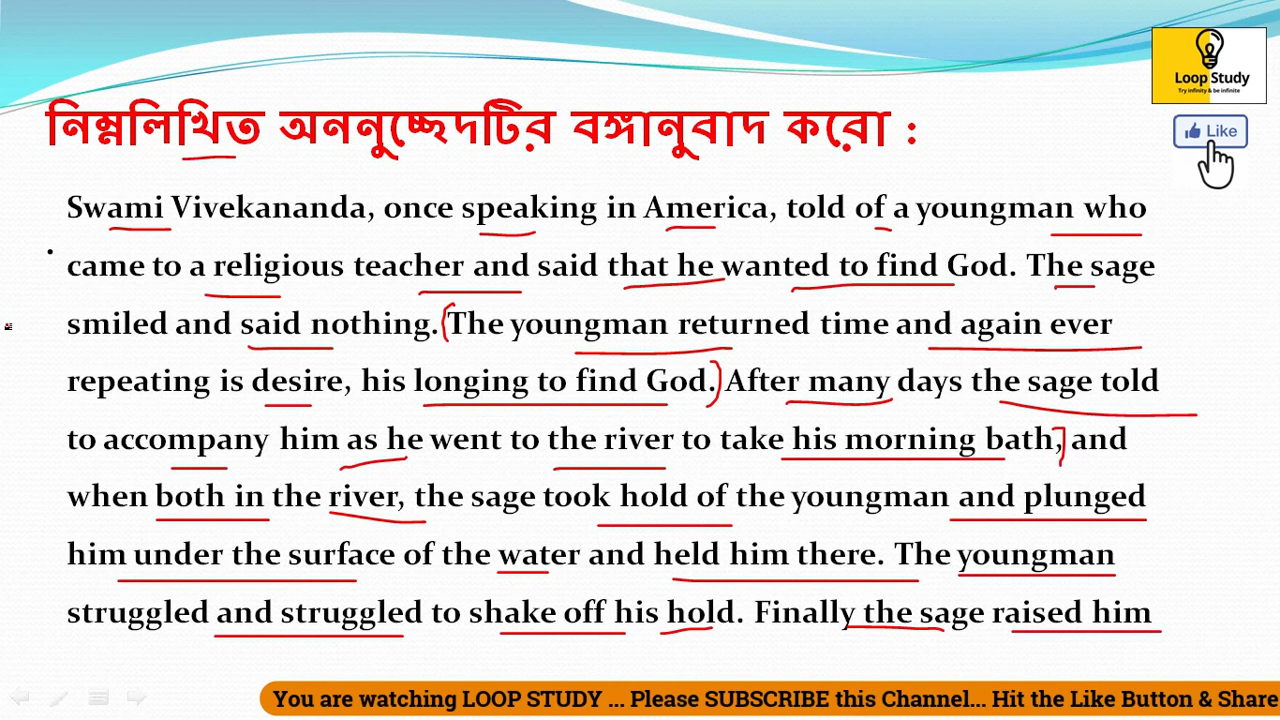 Loop Study
Try infinity & be infinite
Like
নিম্নলিখিত অননুচ্ছেদটির বঙ্গানুবাদ করো :
Swami Vivekananda, once speaking in America, told of a youngman who
came to a religious teacher and said that he wanted to find God. The sage
smiled and said nothing. The youngman returned time and again ever
repeating is desire, his longing to find God. After many days the sage told
to accompany him as he went to the river to take his morning bath, and
when both in the river, the sage took hold of the youngman and plunged
him under the surface of the water and held him there. The youngman
struggled and struggled to shake off his hold. Finally the sage raised him
You are watching LOOP STUDY ... Please SUBSCRIBE this Channel... Hit the Like Button & Share